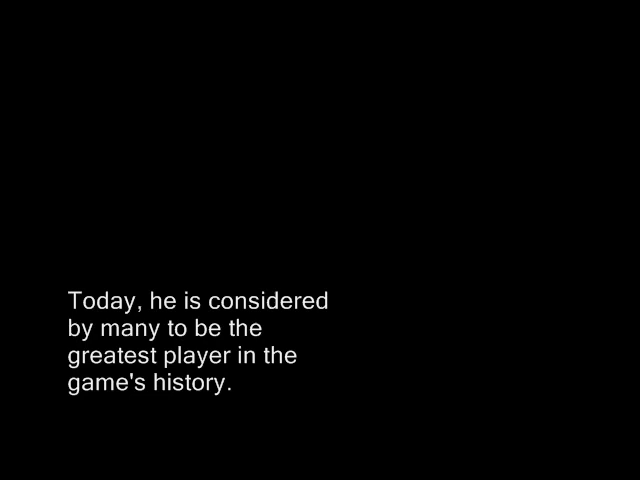 Today, he is considered
by many to be the
greatest player in the
game's history.